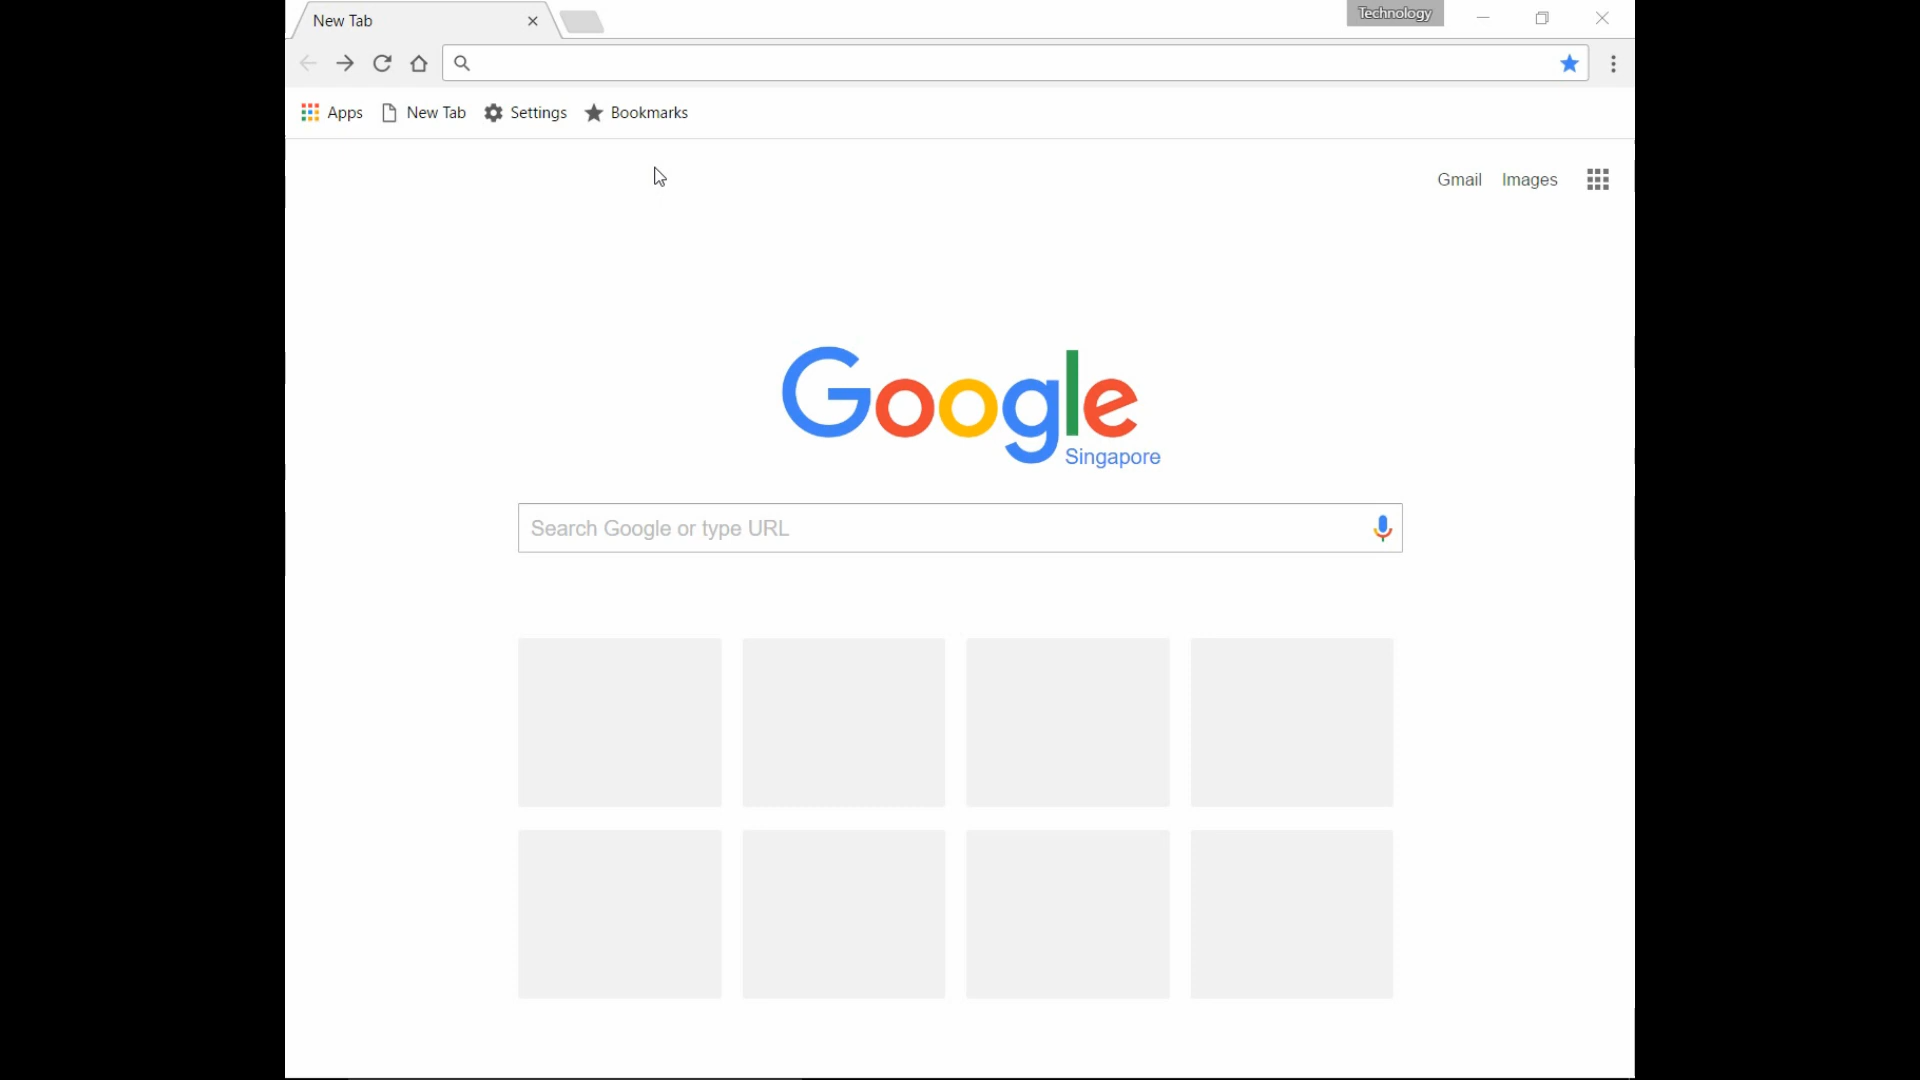 New Tab
Technology
Apps
New Tab
Settings
Bookmarks
Gmail
Images
Google
Singapore
Search Google or type URL